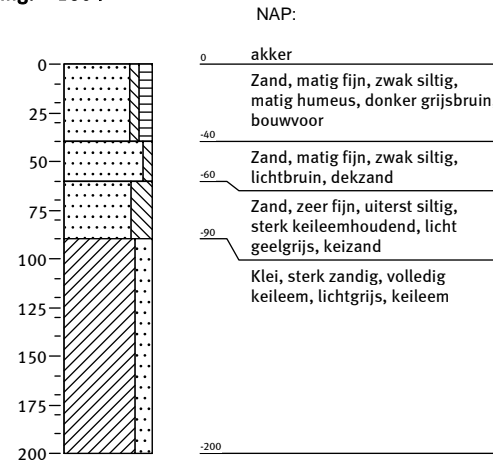 NAP:
0
akker
Zand, matig fijn, zwak siltig,
matig humeus, donker grijsbruin,
bouwvoor
-40
Zand, matig fijn, zwak siltig,
lichtbruin, dekzand
-60
Zand, zeer fijn, uiterst siltig,
sterk keileemhoudend, licht
geelgrijs, keizand
-90
Klei, sterk zandig, volledig
keileem, lichtgrijs, keileem
-200
0
25
50
75
100
125
150
175
200